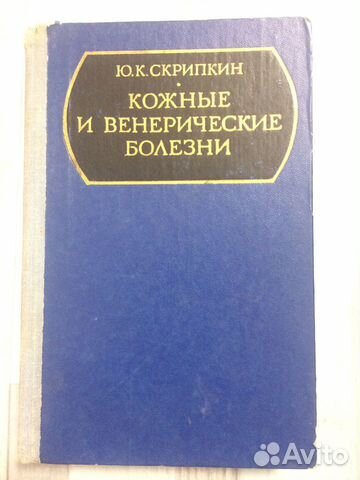 Ю.К.СКРИПКИН
КОЖНЫЕ
И ВЕНЕРИЧЕСКИЕ
БОЛЕЗНИ
Avito